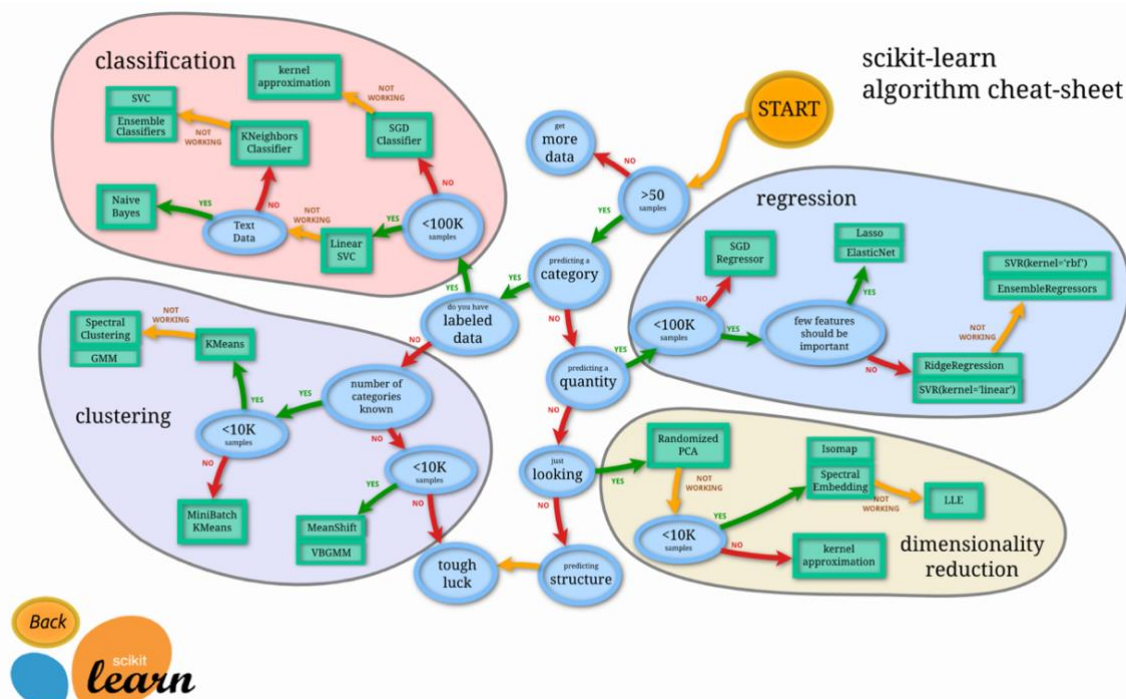 scikit-learn
algorithm cheat-sheet
START
classification
kernel
approximation
NOT
WORKING
SVC
Ensemble
Classifiers
NOT
WORKING
KNeighbors
Classifier
SGD
Classifier
NO
Naive
Bayes
YES
Text
Data
NO
NOT
WORKING
Linear
SVC
YES
<100K
samples
YES
get
more
data
NO
>50
samples
YES
predicting a
category
YES
NO
do you have
labeled
data
NO
predicting a
quantity
YES
NO
just
looking
YES
NO
predicting
structure
tough
luck
regression
SGD
Regressor
NO
<100K
samples
YES
Lasso
ElasticNet
YES
few features
should be
important
NO
SVR(kernel='rbf')
EnsembleRegressors
NOT
WORKING
RidgeRegression
SVR(kernel='linear')
clustering
Spectral
Clustering
GMM
NOT
WORKING
KMeans
YES
<10K
samples
NO
YES
number of
categories
known
NO
<10K
samples
YES
NO
MiniBatch
KMeans
MeanShift
VBGMM
Randomized
PCA
NOT
WORKING
<10K
samples
YES
NO
Isomap
Spectral
Embedding
NOT
WORKING
LLE
kernel
approximation
dimensionality
reduction
Back
scikit
learn